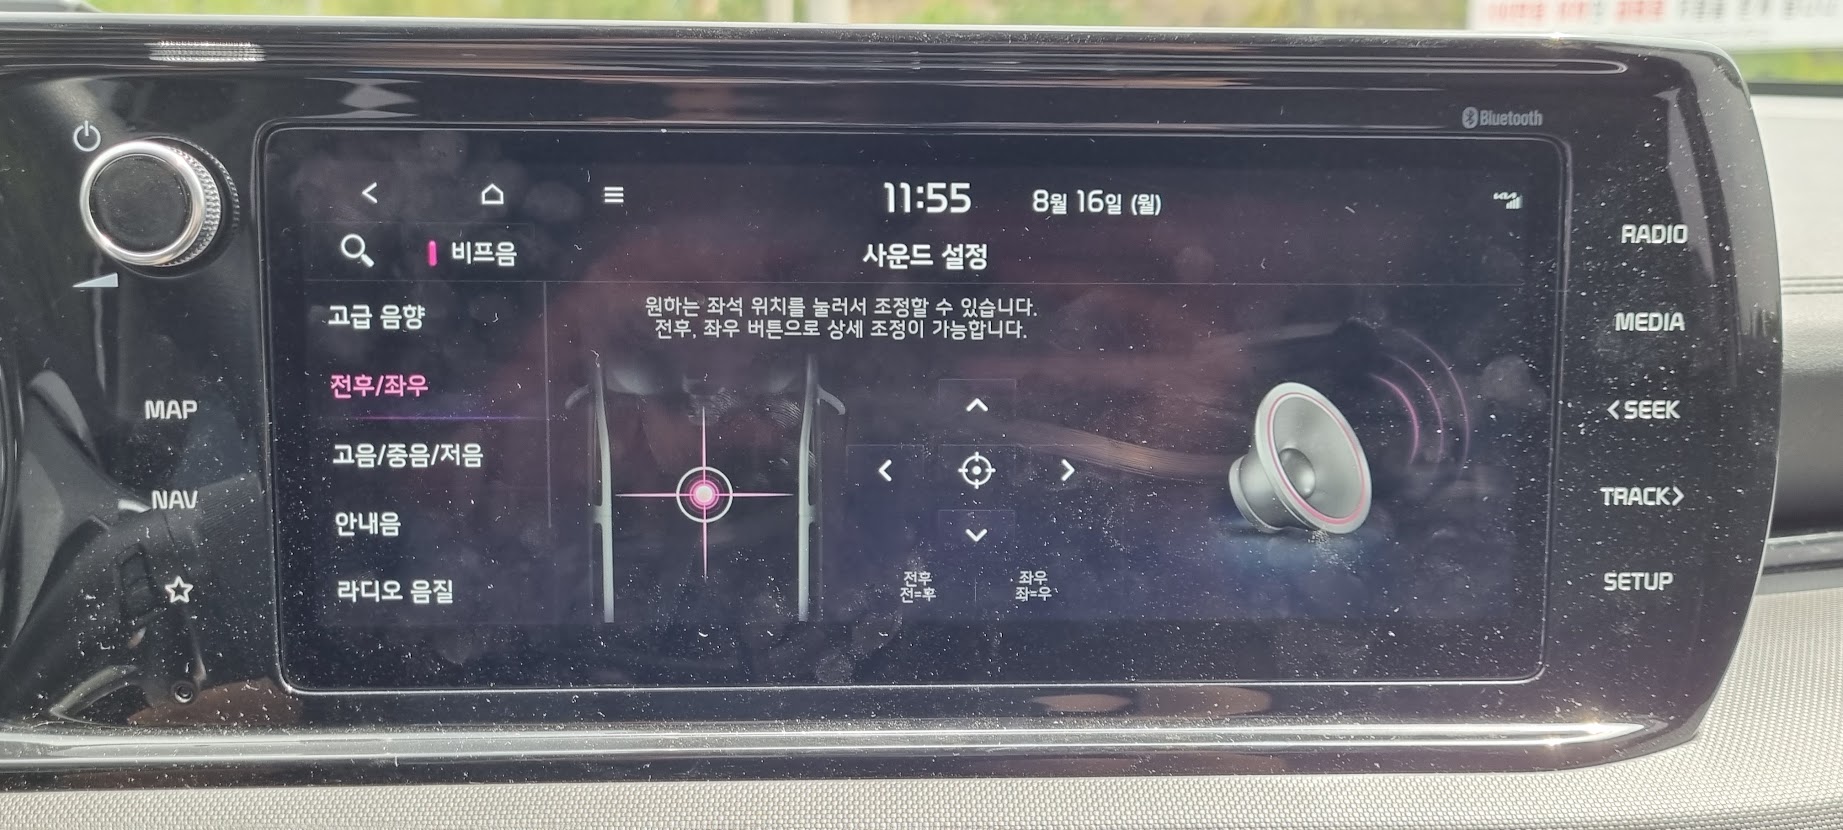 Bluetooth
11:55 8월 16일 (월)
비프음
사운드 설정
고급 음향
전후/좌우
고음/중음/저음
안내음
라디오 음질
원하는 좌석 위치를 눌러서 조정할 수 있습니다.
전후, 좌우 버튼으로 상세 조정이 가능합니다.
전후
전=후
좌우
좌=우
MAP
NAV
RADIO
MEDIA
< SEEK
TRACK >
SETUP